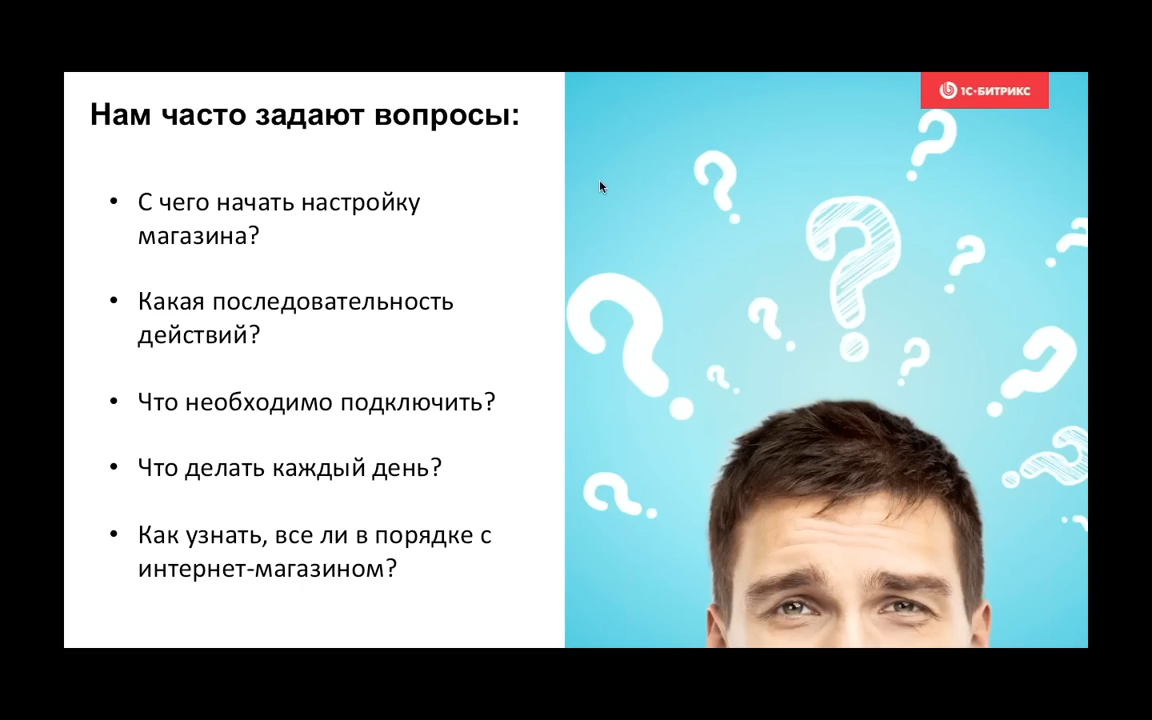 1С·БИТРИКС
Нам часто задают вопросы:
• С чего начать настройку
магазина?
• Какая последовательность
действий?
• Что необходимо подключить?
• Что делать каждый день?
• Как узнать, все ли в порядке с
интернет-магазином?